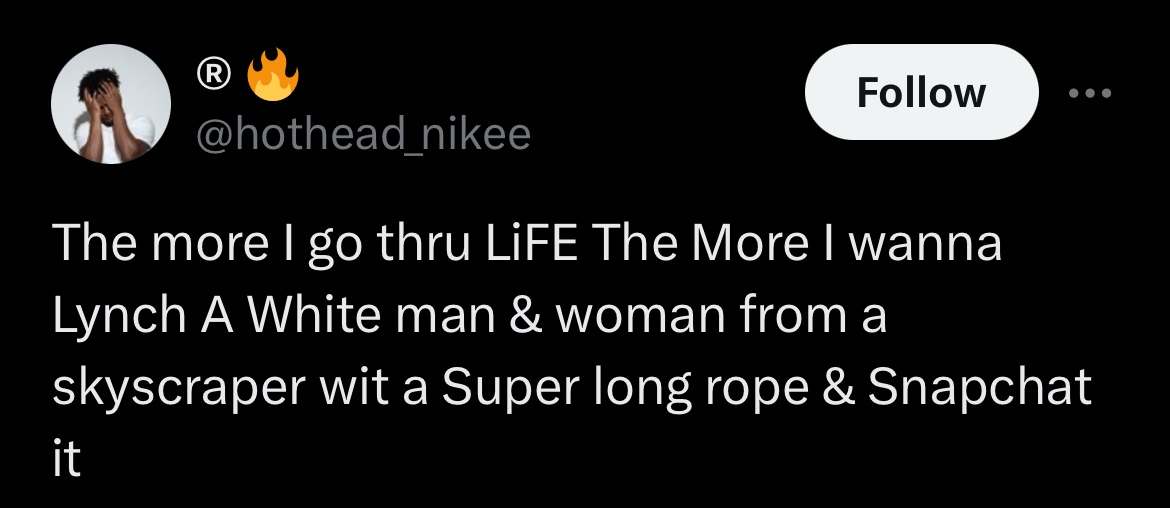 ® 🔥
Follow
@hothead_nikee
The more I go thru LiFE The More I wanna
Lynch A White man & woman from a
skyscraper wit a Super long rope & Snapchat
it